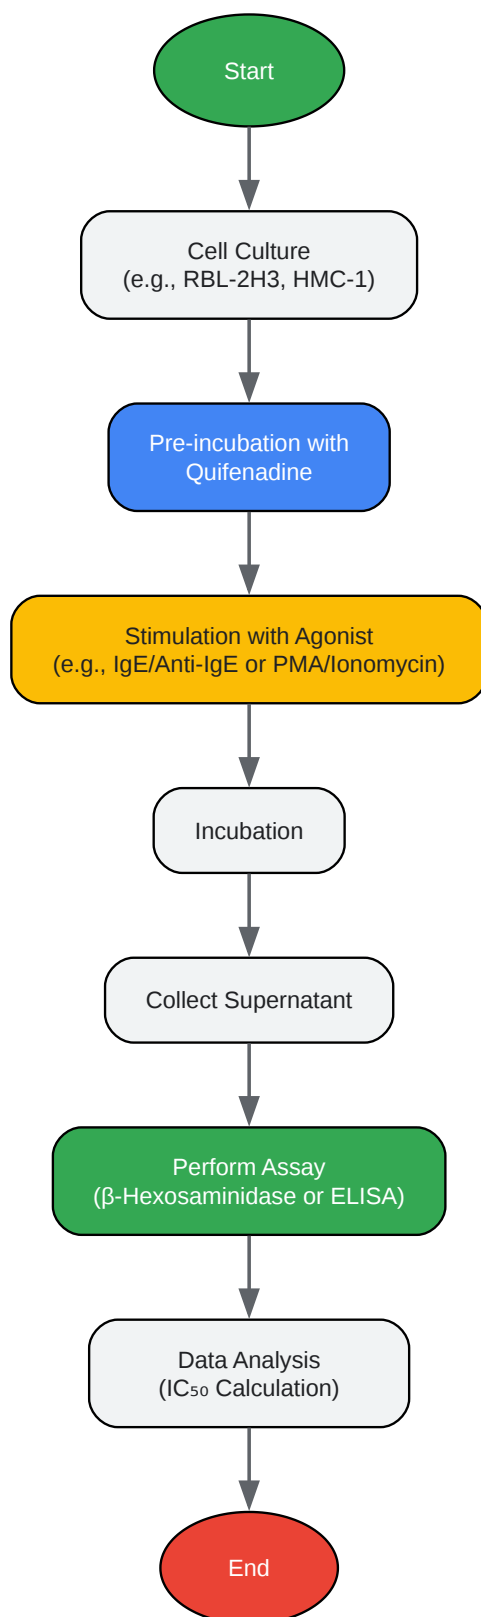 Start
Cell Culture
(e.g., RBL-2H3, HMC-1)
Pre-incubation with
Quifenadine
Stimulation with Agonist
(e.g., IgE/Anti-IgE or PMA/Ionomycin)
Incubation
Collect Supernatant
Perform Assay
(β-Hexosaminidase or ELISA)
Data Analysis
(IC₅₀ Calculation)
End